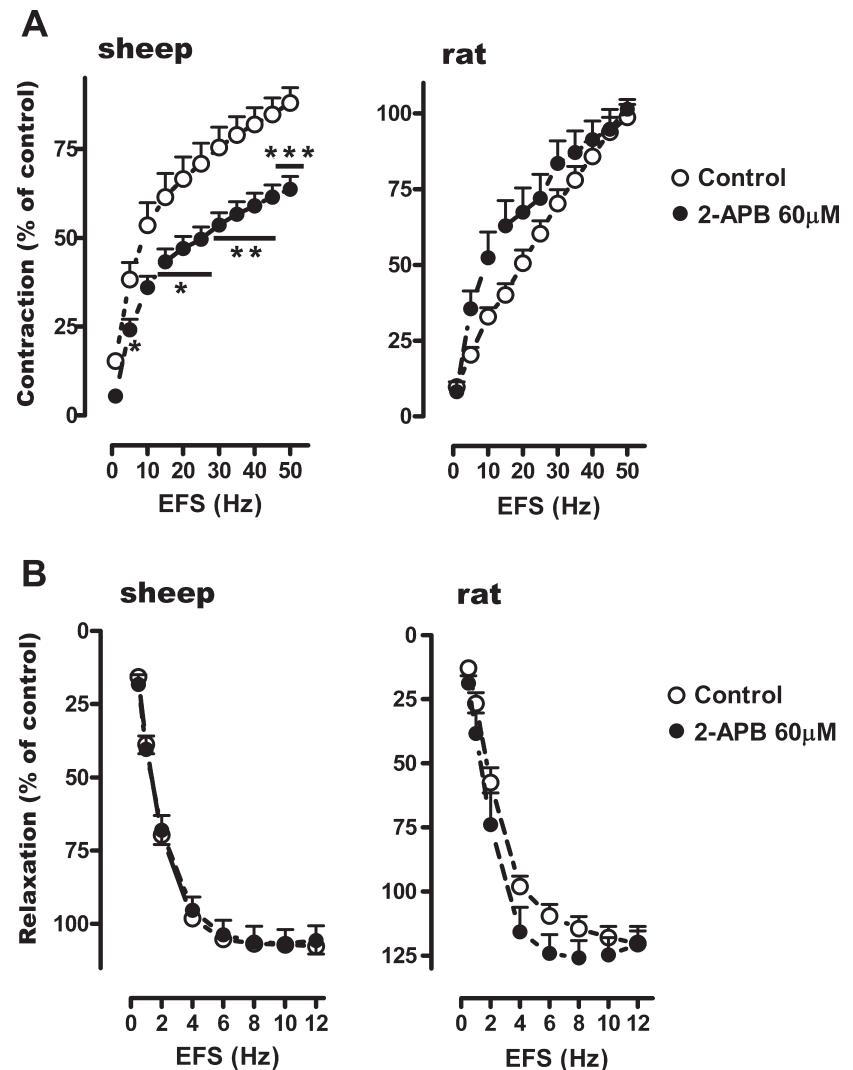 A
sheep
rat
Contraction (% of control)
75
50
25
0
***
**
*
*
0 10 20 30 40 50
EFS (Hz)
100
75
50
25
0
0 10 20 30 40 50
EFS (Hz)
Control
2-APB 60μM
B
sheep
rat
Relaxation (% of control)
0
25
50
75
100
0 2 4 6 8 10 12
EFS (Hz)
0
25
50
75
100
125
0 2 4 6 8 10 12
EFS (Hz)
Control
2-APB 60μM